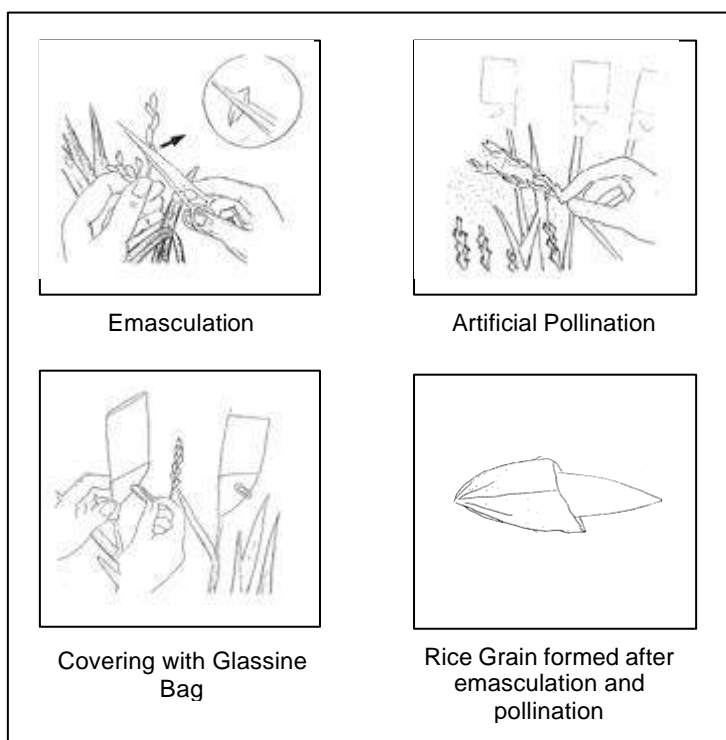 Emasculation
Artificial Pollination
Covering with Glassine
Bag
Rice Grain formed after
emasculation and
pollination